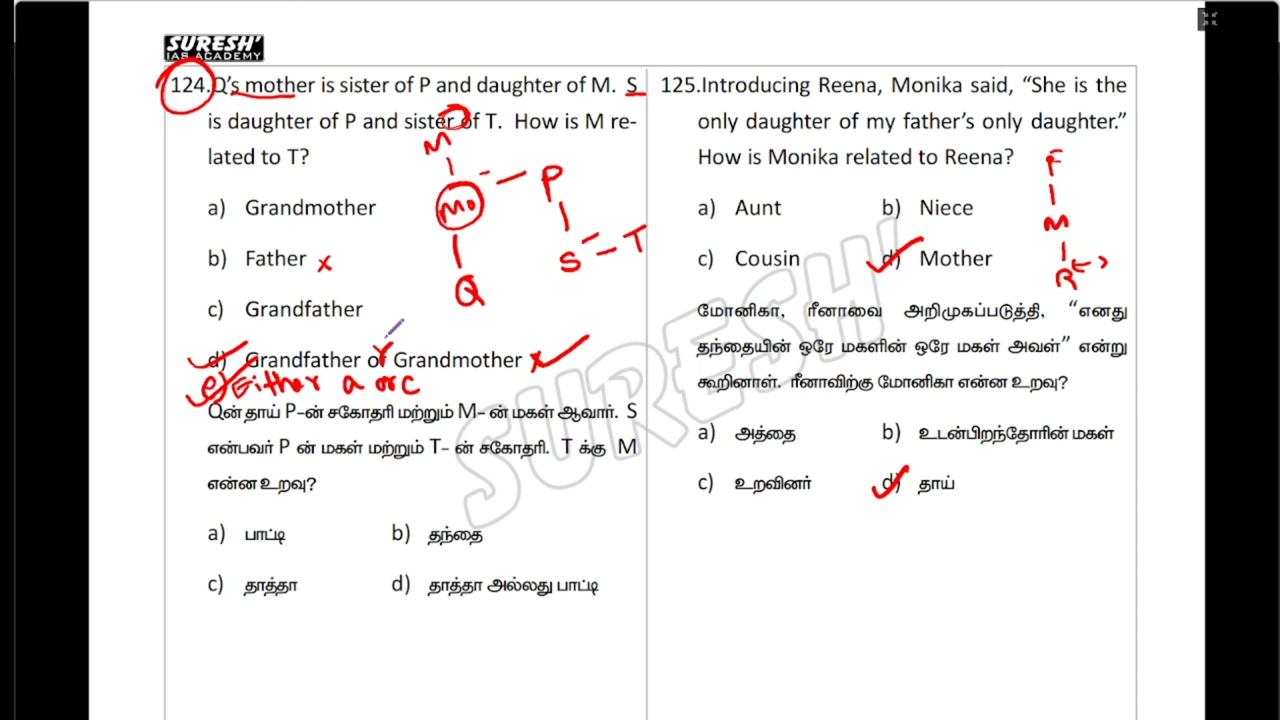 SURESH'
IAS ACADEMY
124.Q's mother is sister of P and daughter of M. S
is daughter of P and sister of T. How is M re-
lated to T?
a) Grandmother
b) Father x
c) Grandfather
d) Grandfather or Grandmother
e) Either a or c
M
Mo - P
Q
S - T
Qன் தாய் P-ன் சகோதரி மற்றும் M-ன் மகள் ஆவார். S
என்பவர் P ன் மகள் மற்றும் T-ன் சகோதரி. T க்கு M
என்ன உறவு?
a) பாட்டி b) தந்தை
c) தாத்தா d) தாத்தா அல்லது பாட்டி
125.Introducing Reena, Monika said, “She is the
only daughter of my father's only daughter.”
How is Monika related to Reena?
a) Aunt b) Niece
c) Cousin d) Mother
F
M
R
மோனிகா, ரீனாவை அறிமுகப்படுத்தி, “எனது
தந்தையின் ஒரே மகளின் ஒரே மகள் அவள்” என்று
கூறினாள். ரீனாவிற்கு மோனிகா என்ன உறவு?
a) அத்தை b) உடன்பிறந்தோரின் மகள்
c) உறவினர் d) தாய்
SURESH'